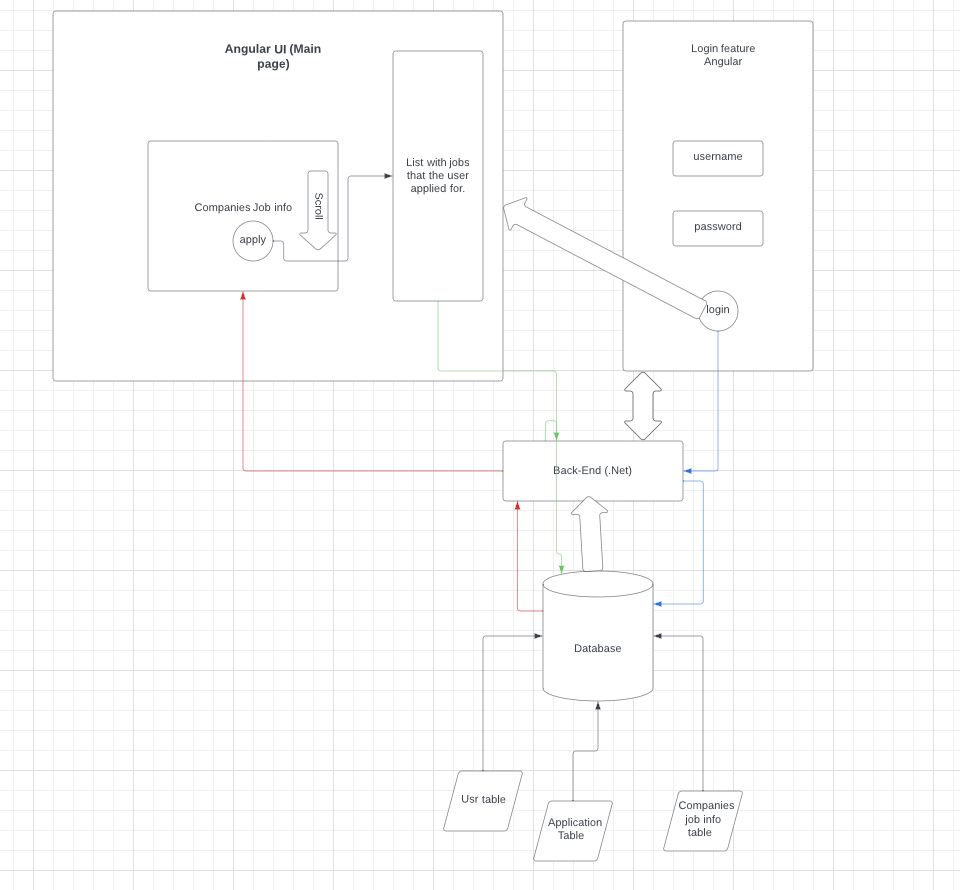 Angular UI (Main
page)
Login feature
Angular
List with jobs
that the user
applied for.
username
Companies Job info
Scroll
apply
password
login
Back-End (.Net)
Database
Usr table
Application
Table
Companies
job info
table